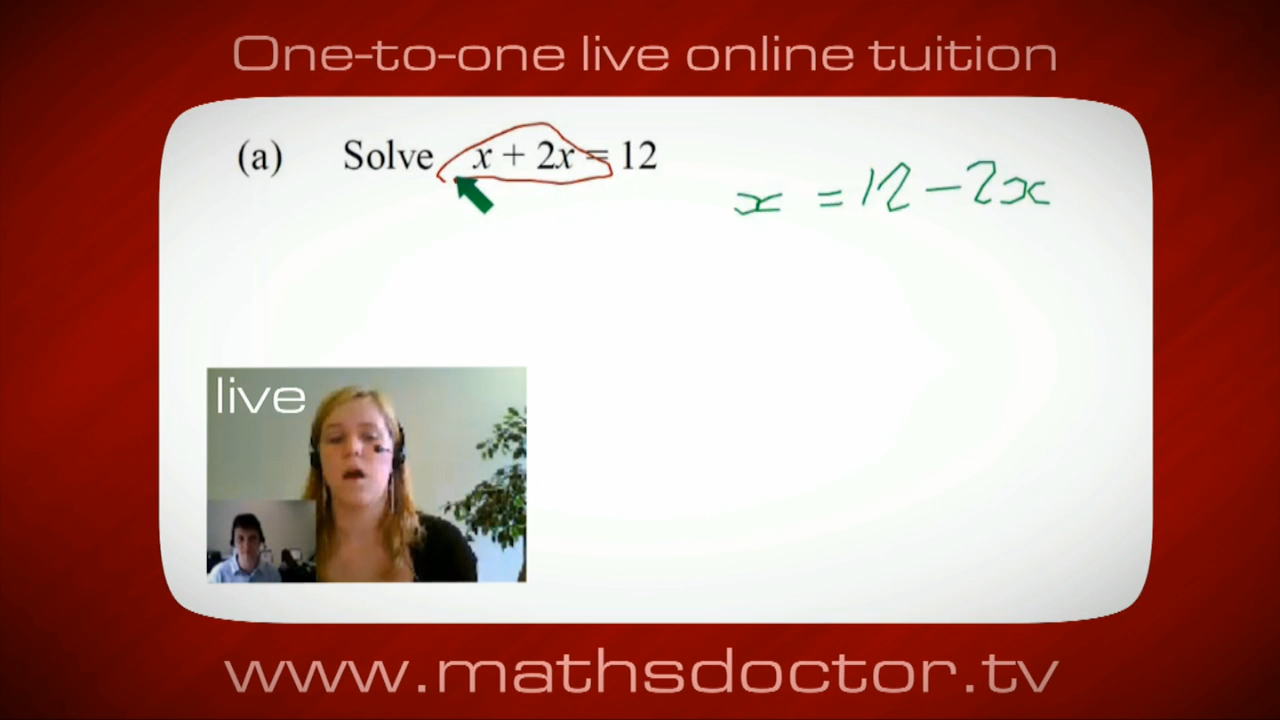 One-to-one live online tuition
(a) Solve x + 2x = 12
x = 12 - 2x
live
www.mathsdoctor.tv